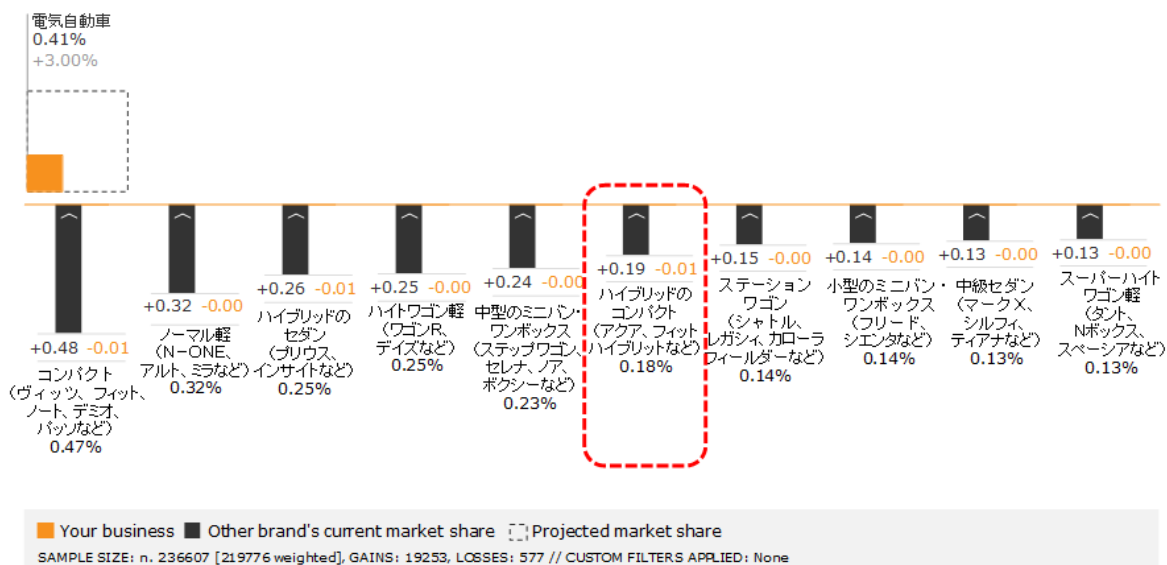 電気自動車
0.41%
+3.00%
+0.48 -0.01
コンパクト
(ヴィッツ、フィット、
ノート、デミオ、
パッソなど)
0.47%
+0.32 -0.00
ノーマル軽
(N-ONE、
アルト、ミラなど)
0.32%
+0.26 -0.01
ハイブリッドの
セダン
(プリウス、
インサイトなど)
0.25%
+0.25 -0.00
ハイトワゴン軽
(ワゴンR、
デイズなど)
0.25%
+0.24 -0.00
中型のミニバン・
ワンボックス
(ステップワゴン、
セレナ、ノア、
ボクシーなど)
0.23%
+0.19 -0.01
ハイブリッドの
コンパクト
(アクア、フィット
ハイブリットなど)
0.18%
+0.15 -0.00
ステーション
ワゴン
(シャトル、
レガシィ、カローラ
フィールダーなど)
0.14%
+0.14 -0.00
小型のミニバン・
ワンボックス
(フリード、
シエンタなど)
0.14%
+0.13 -0.00
中級セダン
(マークX、
シルフィ、
ティアナなど)
0.13%
+0.13 -0.00
スーパーハイト
ワゴン軽
(タント、
Nボックス、
スペーシアなど)
0.13%
Your business Other brand's current market share Projected market share
SAMPLE SIZE: n. 236607 [219776 weighted], GAINS: 19253, LOSSES: 577 // CUSTOM FILTERS APPLIED: None